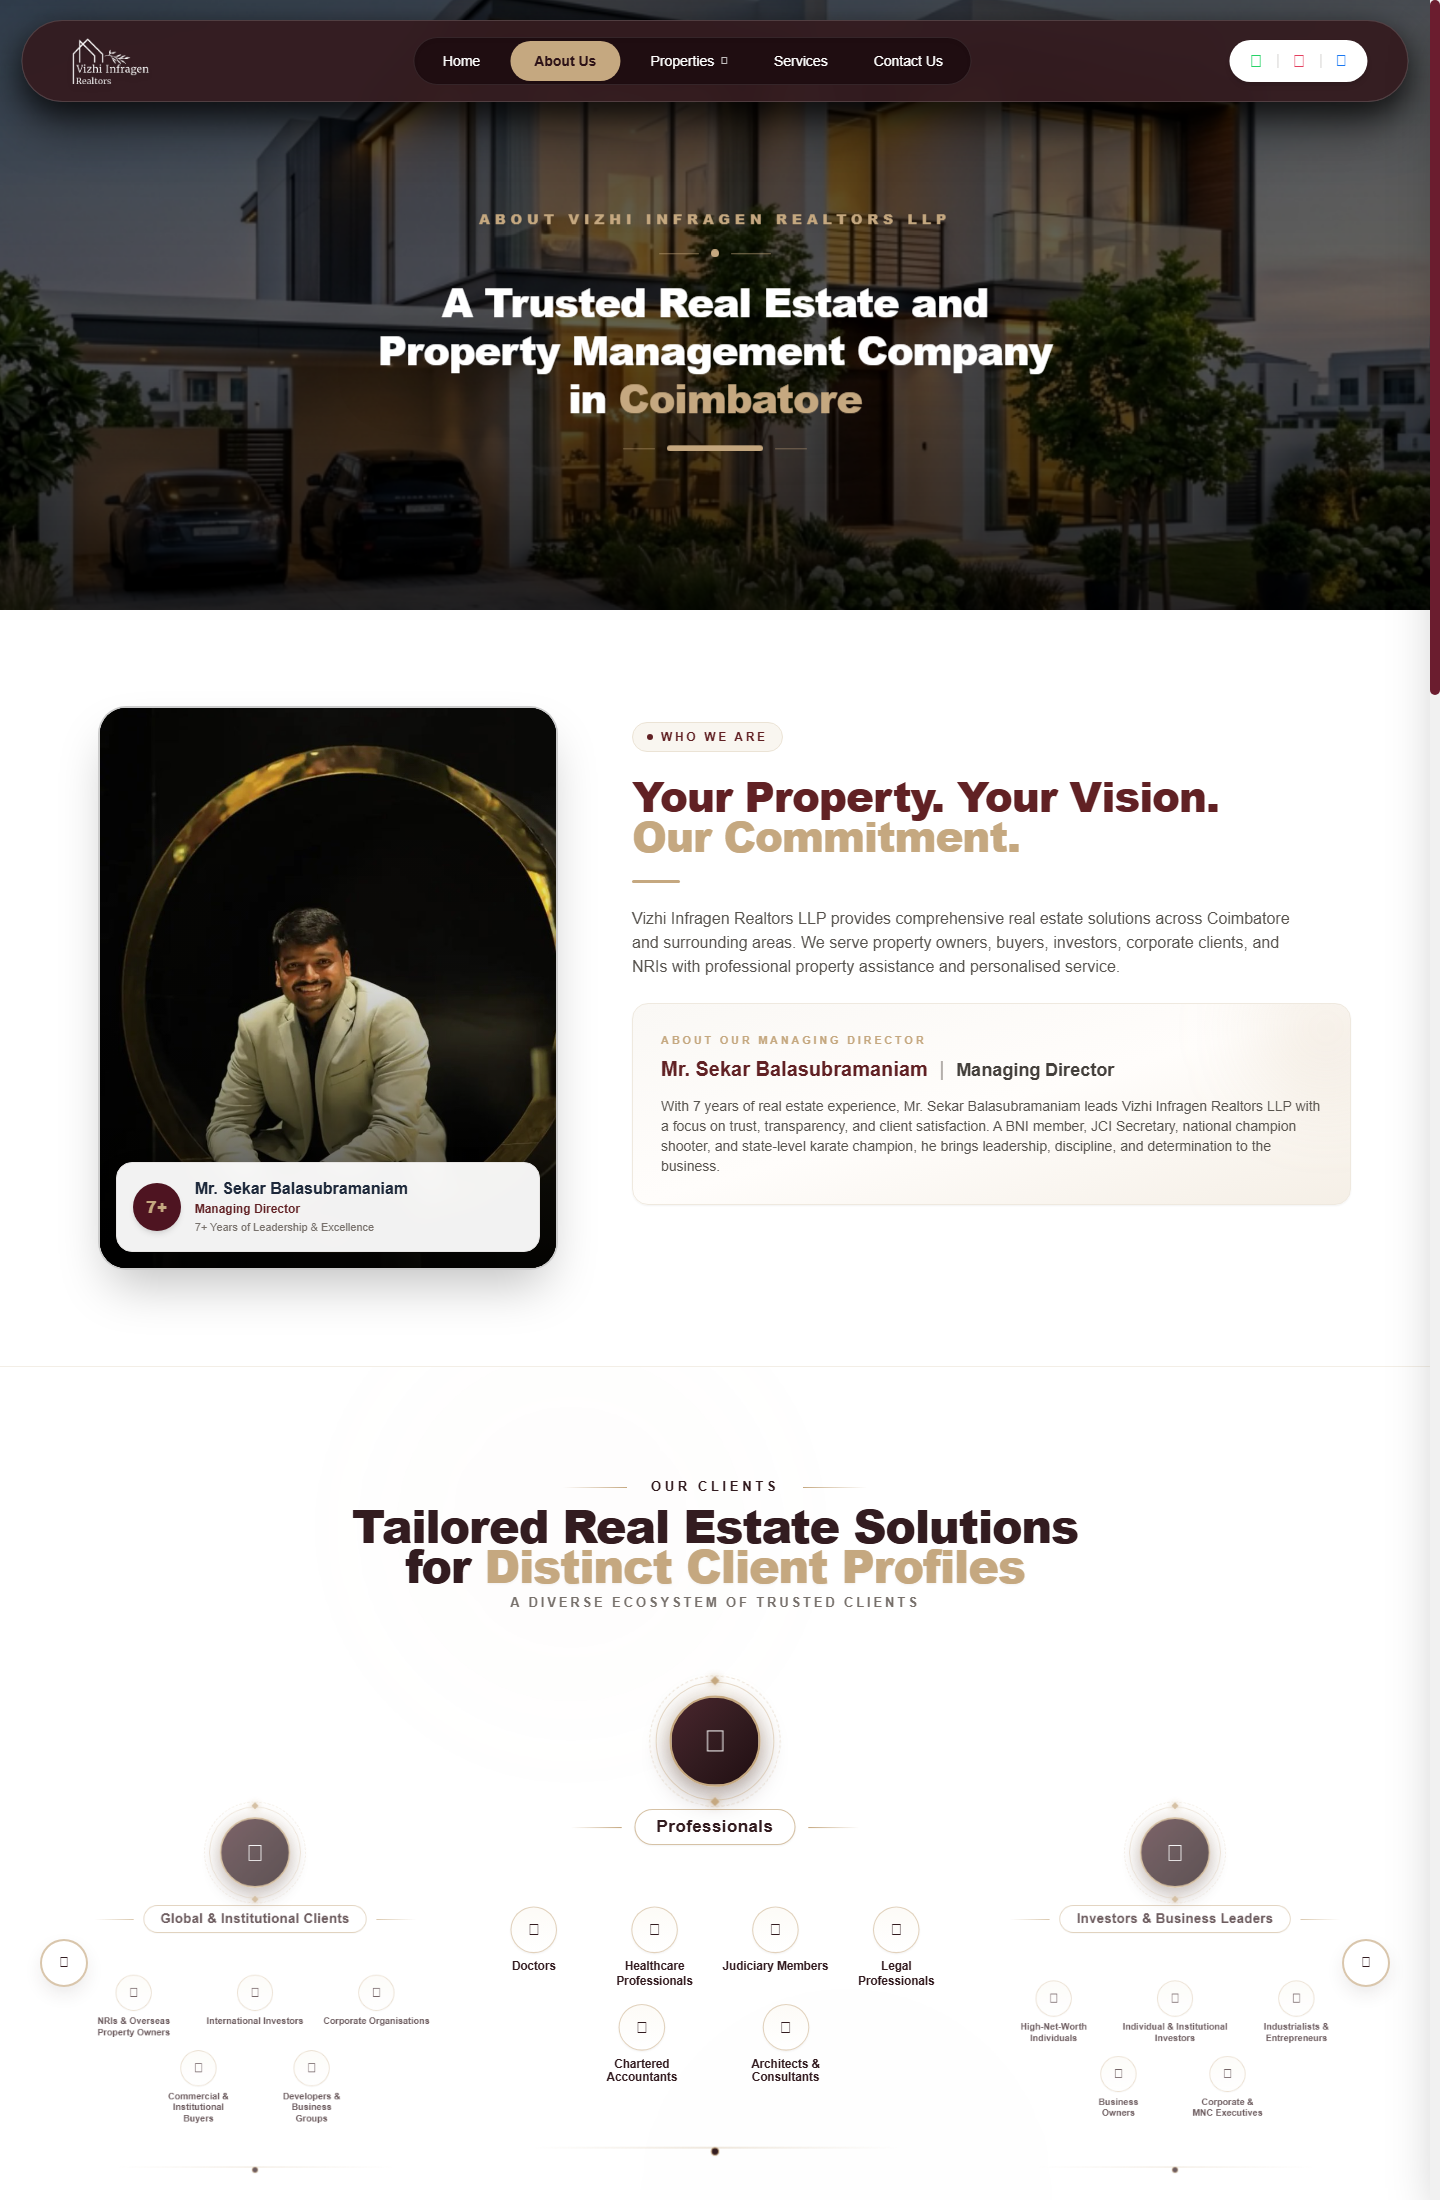 Vizhi Infragen
Realtors
Home
About Us
Properties
Services
Contact Us
ABOUT VIZHI INFRAGEN REALTORS LLP
A Trusted Real Estate and
Property Management Company
in Coimbatore
WHO WE ARE
Your Property. Your Vision.
Our Commitment.
Vizhi Infragen Realtors LLP provides comprehensive real estate solutions across Coimbatore
and surrounding areas. We serve property owners, buyers, investors, corporate clients, and
NRIs with professional property assistance and personalised service.
ABOUT OUR MANAGING DIRECTOR
Mr. Sekar Balasubramaniam | Managing Director
With 7 years of real estate experience, Mr. Sekar Balasubramaniam leads Vizhi Infragen Realtors LLP with
a focus on trust, transparency, and client satisfaction. A BNI member, JCI Secretary, national champion
shooter, and state-level karate champion, he brings leadership, discipline, and determination to the
business.
7+
Mr. Sekar Balasubramaniam
Managing Director
7+ Years of Leadership & Excellence
OUR CLIENTS
Tailored Real Estate Solutions
for Distinct Client Profiles
A DIVERSE ECOSYSTEM OF TRUSTED CLIENTS
Global & Institutional Clients
NRIs & Overseas
Property Owners
International Investors
Corporate Organisations
Commercial &
Institutional
Buyers
Developers &
Business
Groups
Professionals
Doctors
Healthcare
Professionals
Judiciary Members
Legal
Professionals
Chartered
Accountants
Architects &
Consultants
Investors & Business Leaders
High-Net-Worth
Individuals
Individual & Institutional
Investors
Industrialists &
Entrepreneurs
Business
Owners
Corporate &
MNC Executives